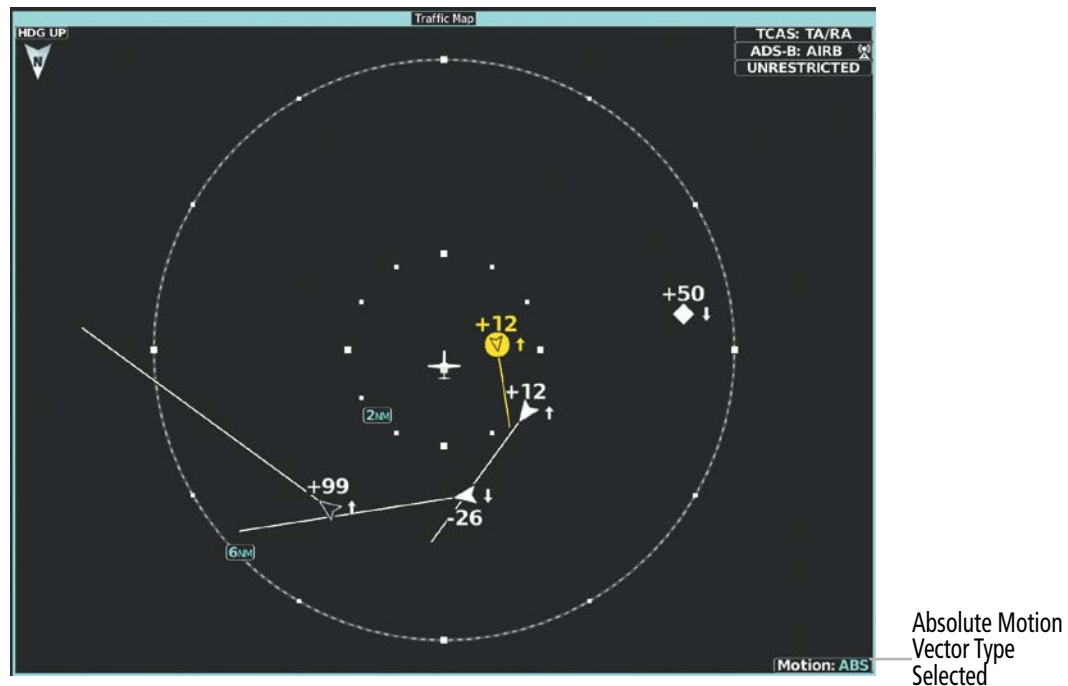 Traffic Map
HDG UP
N
TCAS: TA/RA
ADS-B: AIRB
UNRESTRICTED
+50
+12
+12
2NM
+99
-26
6NM
Motion: ABS
Absolute Motion
Vector Type
Selected